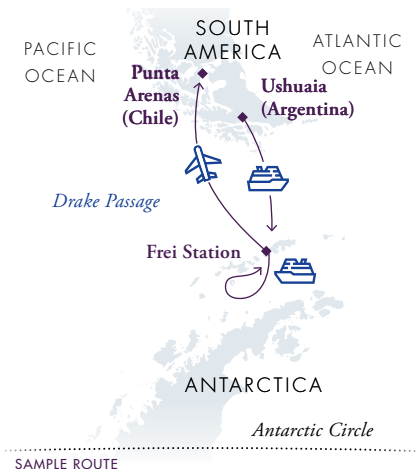 SOUTH
AMERICA
PACIFIC
OCEAN
ATLANTIC
OCEAN
Punta
Arenas
(Chile)
Ushuaia
(Argentina)
Drake Passage
Frei Station
ANTARCTICA
Antarctic Circle
SAMPLE ROUTE